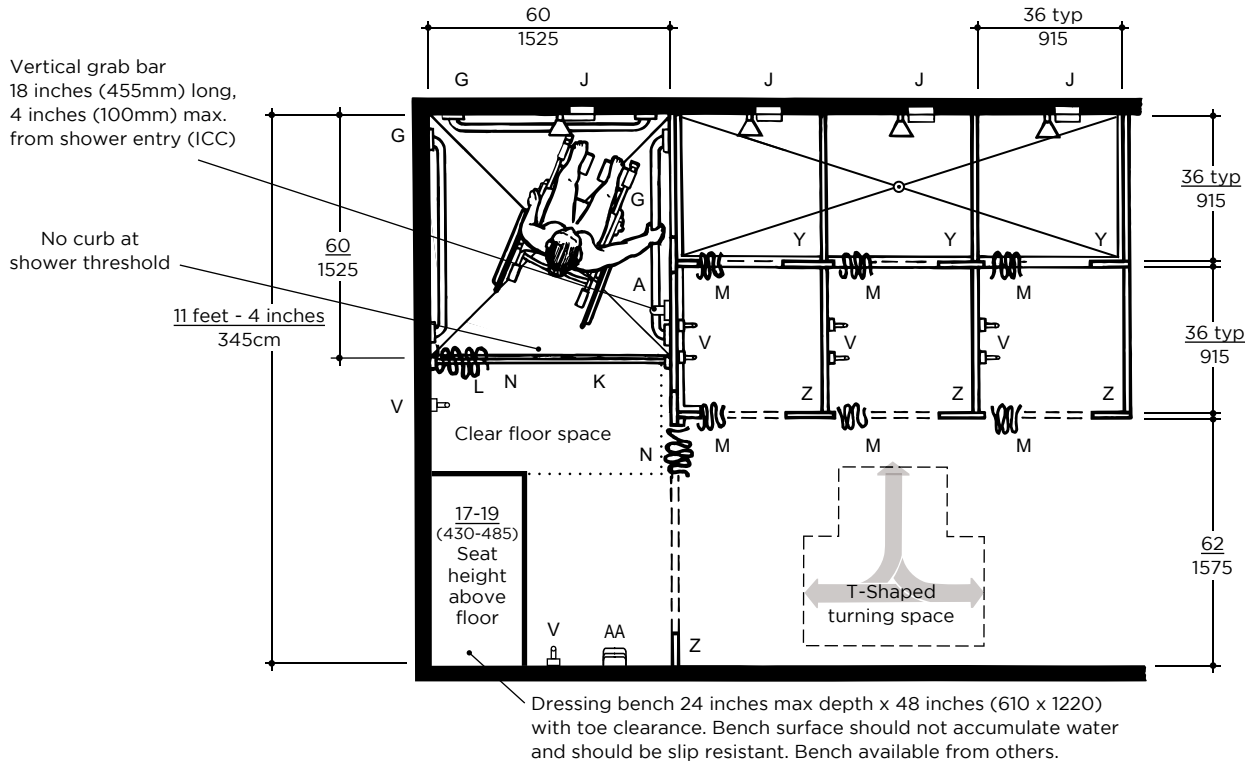 60
1525
36 typ
915
Vertical grab bar
18 inches (455mm) long,
4 inches (100mm) max.
from shower entry (ICC)
G
J
J
J
J
G
36 typ
915
G
No curb at
shower threshold
60
1525
Y
Y
Y
A
M
M
M
11 feet - 4 inches
345cm
V
V
V
36 typ
915
L
N
K
Z
Z
Z
V
Clear floor space
N
M
M
M
17-19
(430-485)
Seat
height
above
floor
62
1575
T-Shaped
turning space
V
AA
Z
Dressing bench 24 inches max depth x 48 inches (610 x 1220)
with toe clearance. Bench surface should not accumulate water
and should be slip resistant. Bench available from others.